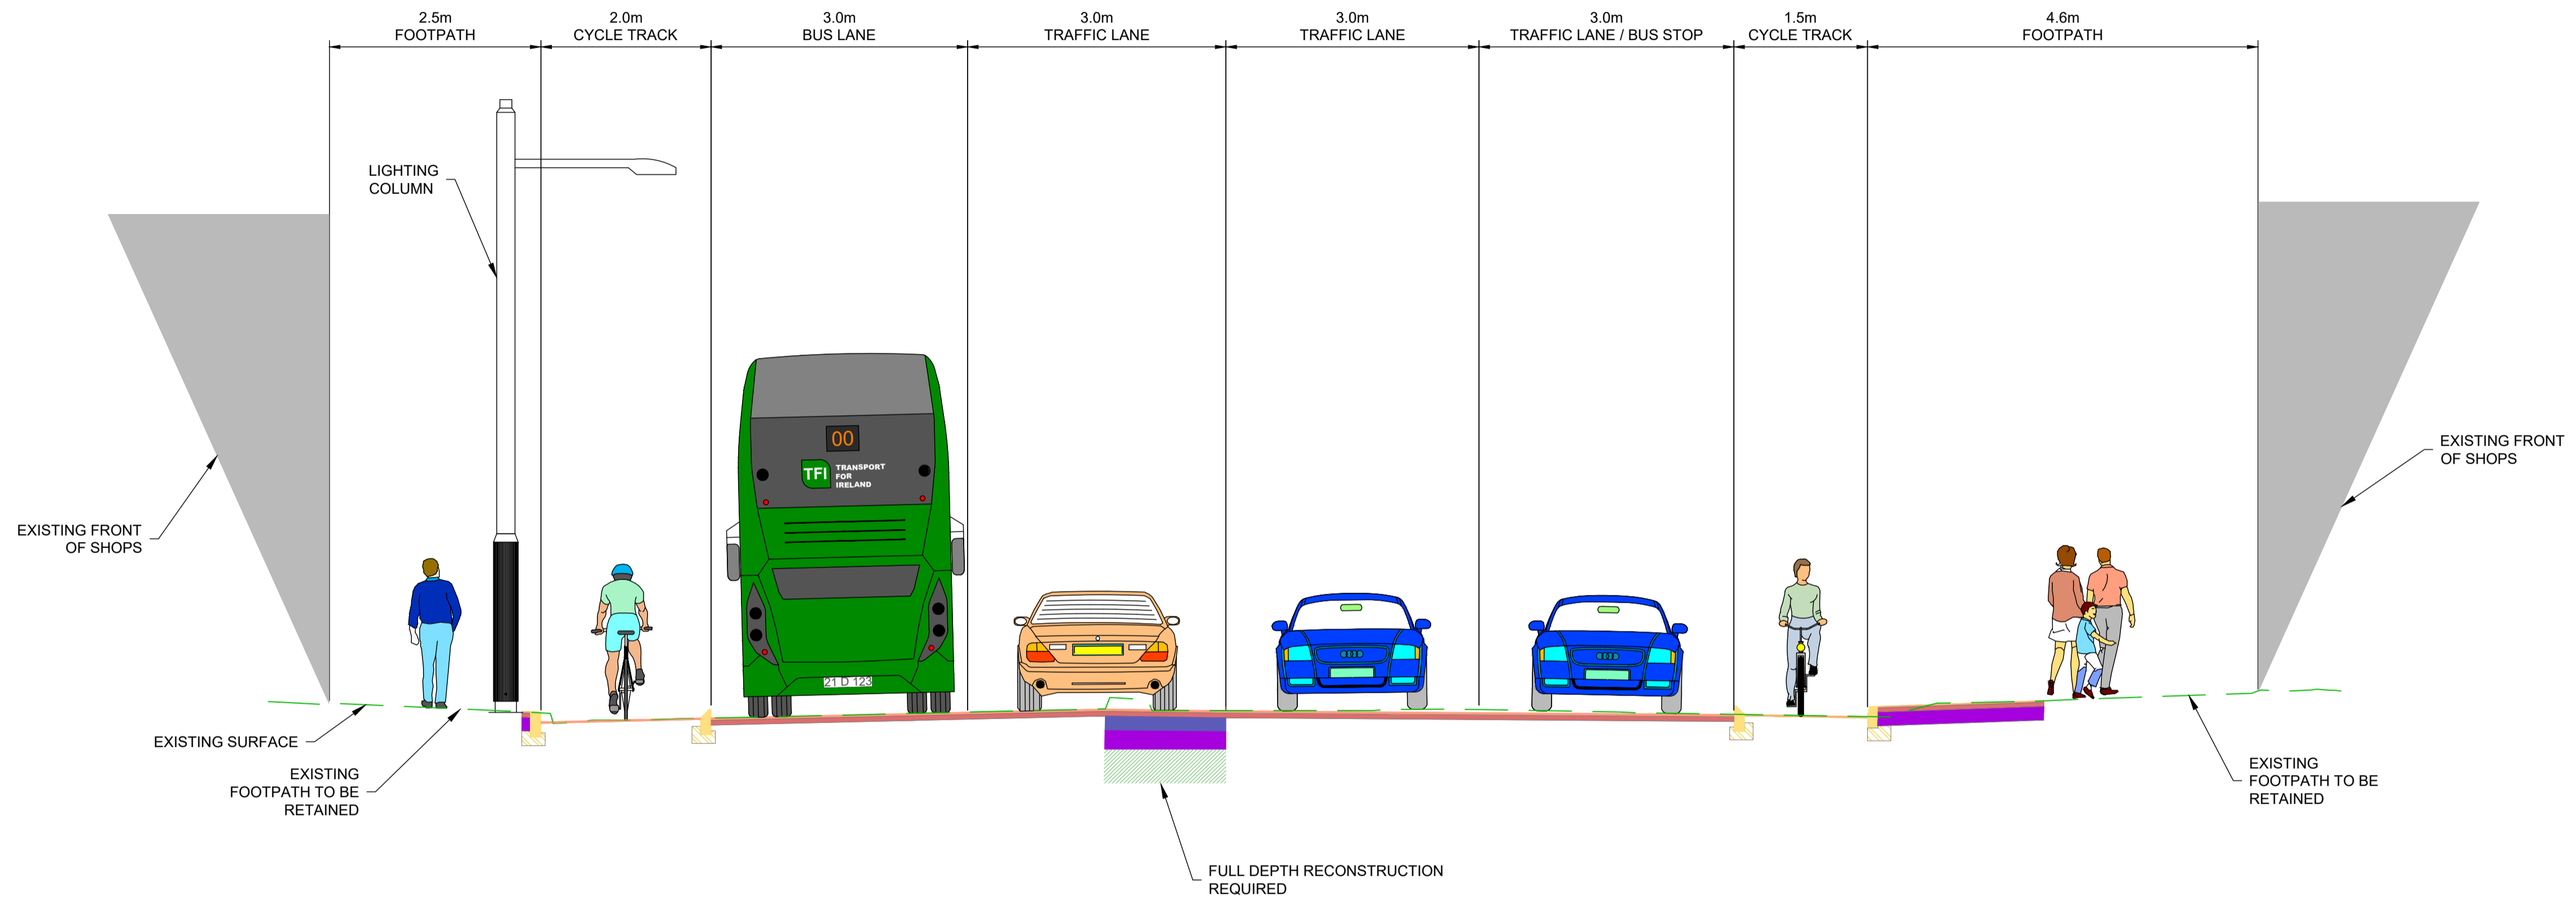 2.5m
FOOTPATH
2.0m
CYCLE TRACK
3.0m
BUS LANE
3.0m
TRAFFIC LANE
3.0m
TRAFFIC LANE
3.0m
TRAFFIC LANE / BUS STOP
1.5m
CYCLE TRACK
4.6m
FOOTPATH
LIGHTING
COLUMN
EXISTING FRONT
OF SHOPS
00
TFI
TRANSPORT
FOR
IRELAND
21 D 123
EXISTING FRONT
OF SHOPS
EXISTING SURFACE
EXISTING
FOOTPATH TO BE
RETAINED
EXISTING
FOOTPATH TO BE
RETAINED
FULL DEPTH RECONSTRUCTION
REQUIRED